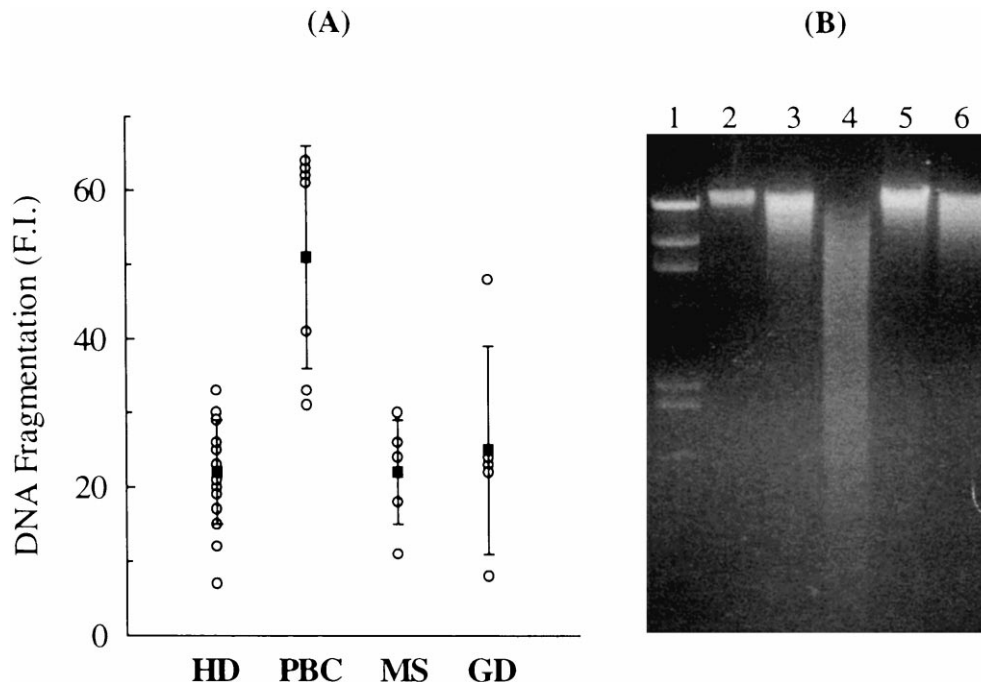 (A)
(B)
DNA Fragmentation (F.I.)
60
40
20
0
HD PBC MS GD
1 2 3 4 5 6